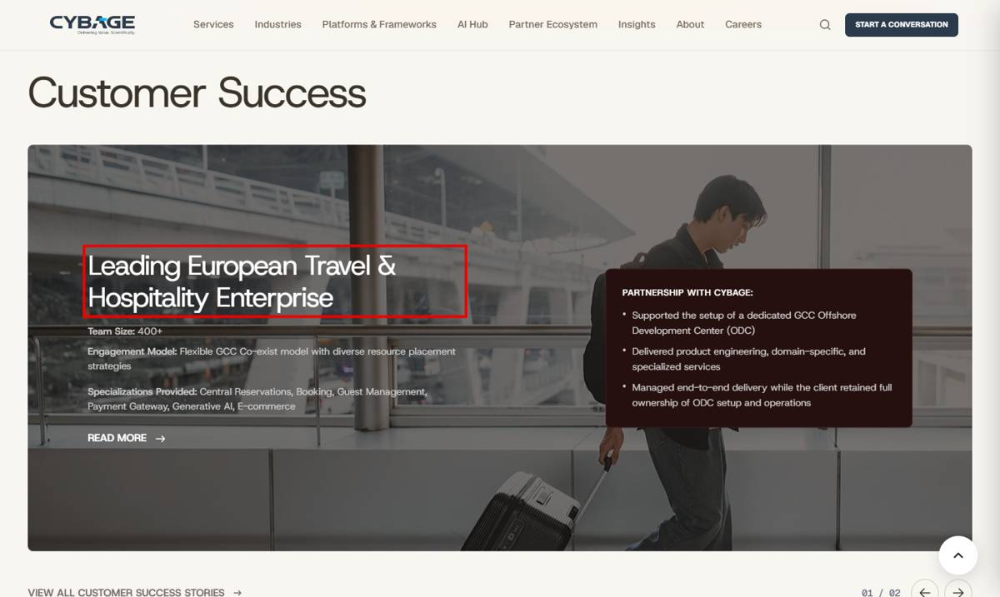 CYBAGE
Delivering Value. Scientifically.
Services
Industries
Platforms & Frameworks
AI Hub
Partner Ecosystem
Insights
About
Careers
START A CONVERSATION
Customer Success
Leading European Travel &
Hospitality Enterprise
Team Size: 400+
Engagement Model: Flexible GCC Co-exist model with diverse resource placement
strategies
Specializations Provided: Central Reservations, Booking, Guest Management,
Payment Gateway, Generative AI, E-commerce
READ MORE →
PARTNERSHIP WITH CYBAGE:
• Supported the setup of a dedicated GCC Offshore
Development Center (ODC)
• Delivered product engineering, domain-specific, and
specialized services
• Managed end-to-end delivery while the client retained full
ownership of ODC setup and operations
VIEW ALL CUSTOMER SUCCESS STORIES →
01 / 02